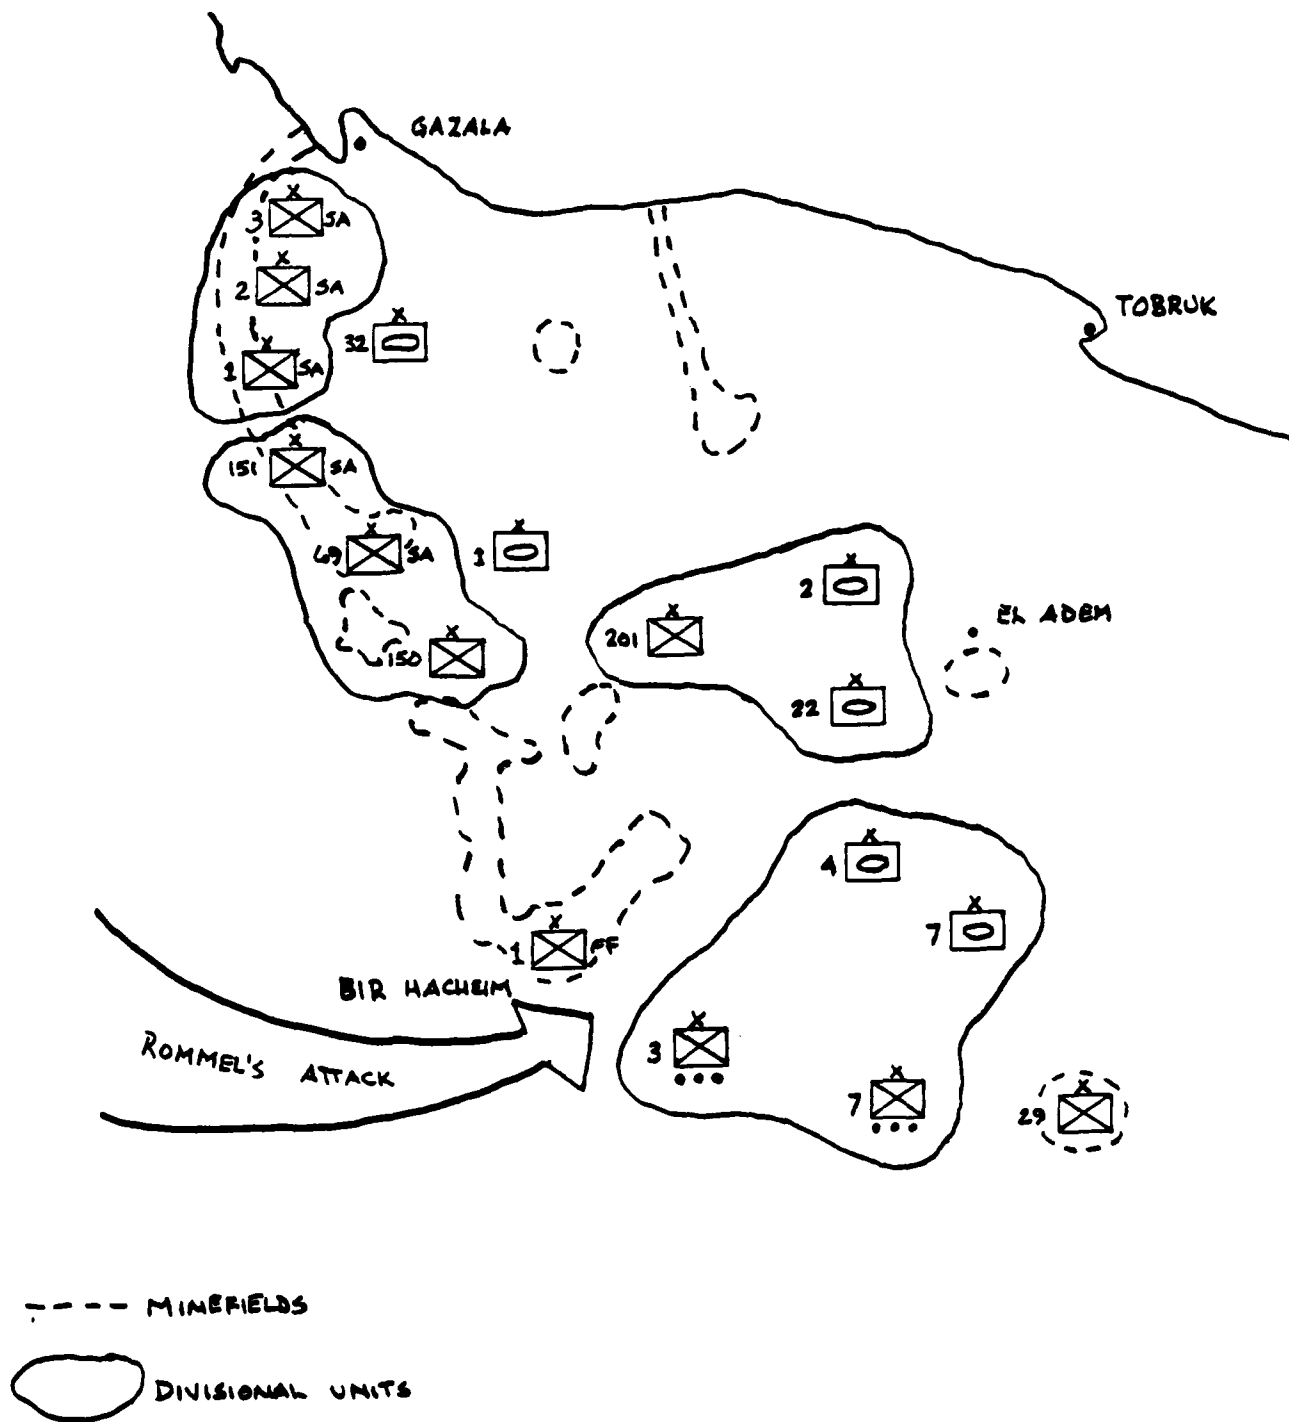 GAZALA
TOBRUK
X
3 SA
X
2 SA
X
32
X
1 SA
X
151 SA
X
69 SA
X
1
X
150
X
201
X
2
EL ADEM
X
22
X
4
X
7
X
1 FF
BIR HACHEIM
ROMMEL'S ATTACK
X
3
X
7
X
29
MINEFIELDS
DIVISIONAL UNITS